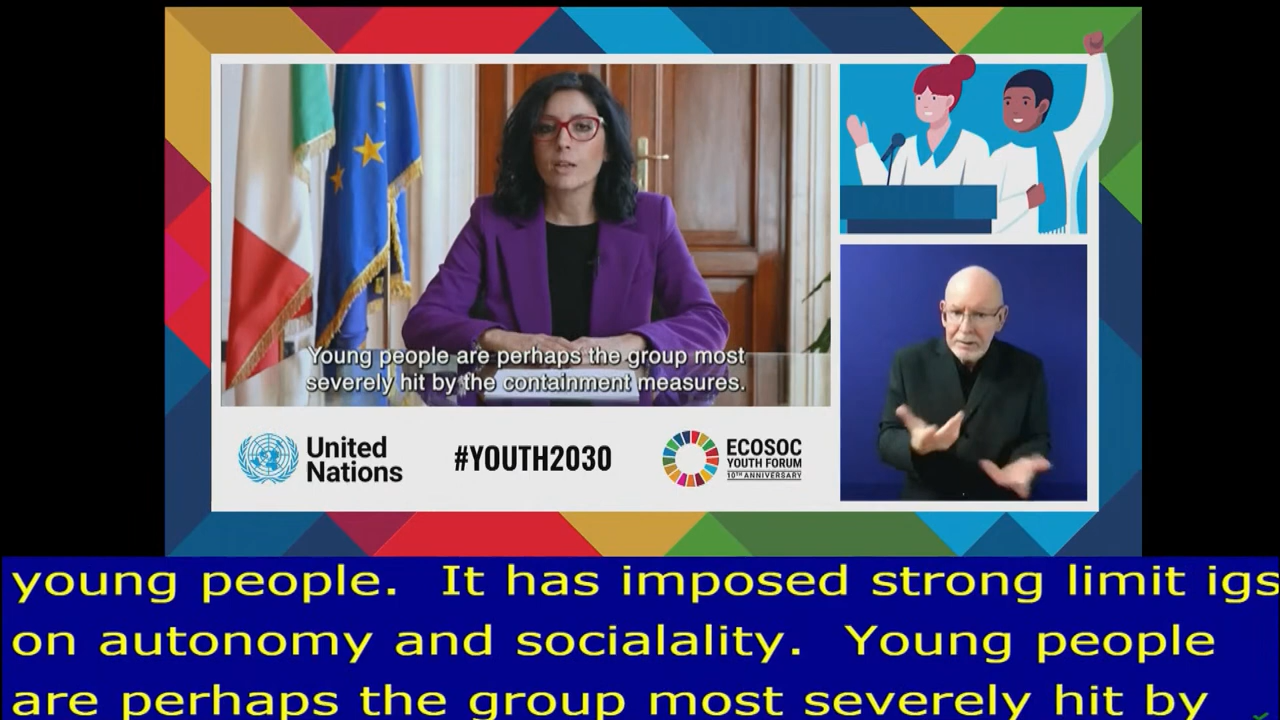 Young people are perhaps the group most
severely hit by the containment measures.
United
Nations
#YOUTH2030
ECOSOC
YOUTH FORUM
10TH ANNIVERSARY
young people.  It has imposed strong limit igs
on autonomy and socialality.  Young people
are perhaps the group most severely hit by